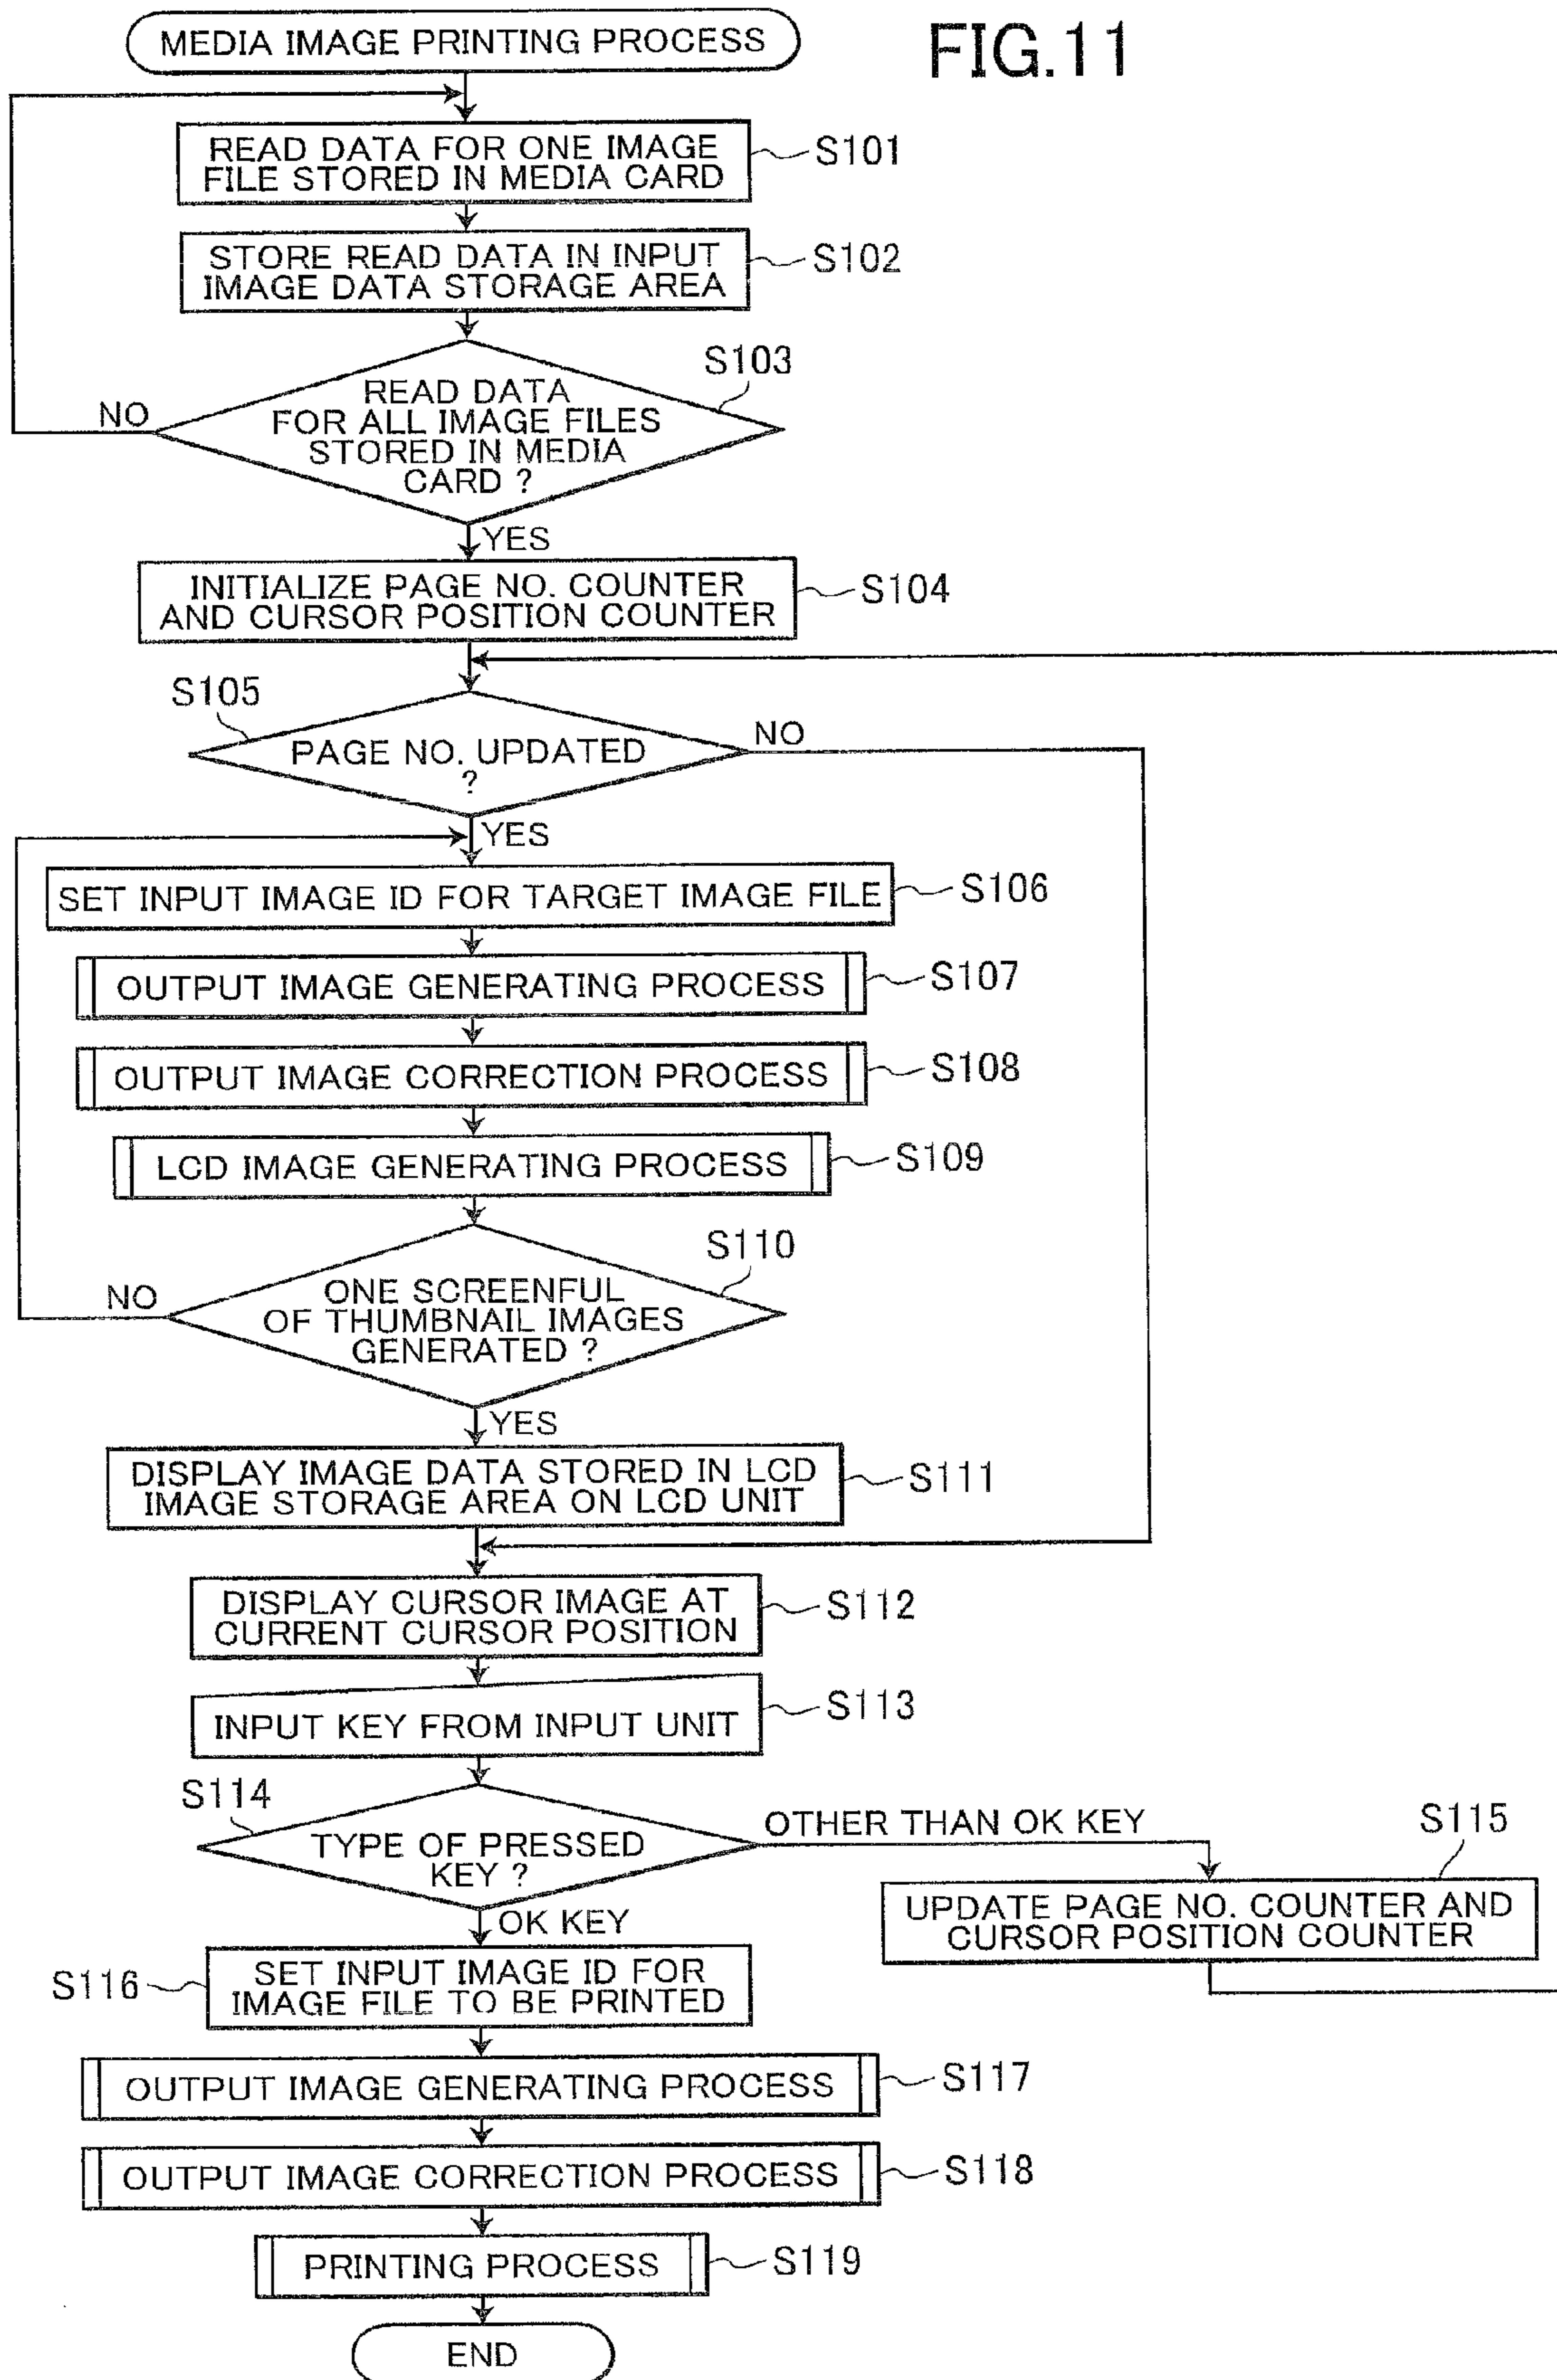 FIG.11
MEDIA IMAGE PRINTING PROCESS
READ DATA FOR ONE IMAGE
FILE STORED IN MEDIA CARD
S101
STORE READ DATA IN INPUT
IMAGE DATA STORAGE AREA
S102
S103
READ DATA
FOR ALL IMAGE FILES
STORED IN MEDIA
CARD ?
NO
YES
INITIALIZE PAGE NO. COUNTER
AND CURSOR POSITION COUNTER
S104
S105
PAGE NO. UPDATED
?
NO
YES
SET INPUT IMAGE ID FOR TARGET IMAGE FILE
S106
OUTPUT IMAGE GENERATING PROCESS
S107
OUTPUT IMAGE CORRECTION PROCESS
S108
LCD IMAGE GENERATING PROCESS
S109
S110
ONE SCREENFUL
OF THUMBNAIL IMAGES
GENERATED ?
NO
YES
DISPLAY IMAGE DATA STORED IN LCD
IMAGE STORAGE AREA ON LCD UNIT
S111
DISPLAY CURSOR IMAGE AT
CURRENT CURSOR POSITION
S112
INPUT KEY FROM INPUT UNIT
S113
S114
TYPE OF PRESSED
KEY ?
OTHER THAN OK KEY
S115
UPDATE PAGE NO. COUNTER AND
CURSOR POSITION COUNTER
OK KEY
S116
SET INPUT IMAGE ID FOR
IMAGE FILE TO BE PRINTED
OUTPUT IMAGE GENERATING PROCESS
S117
OUTPUT IMAGE CORRECTION PROCESS
S118
PRINTING PROCESS
S119
END